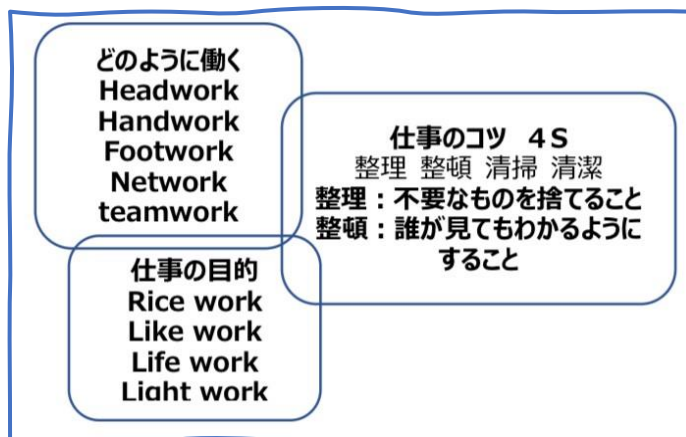 どのように働く
Headwork
Handwork
Footwork
Network
teamwork
仕事のコツ　４S
整理 整頓 清掃 清潔
整理：不要なものを捨てること
整頓：誰が見てもわかるように
すること
仕事の目的
Rice work
Like work
Life work
Light work